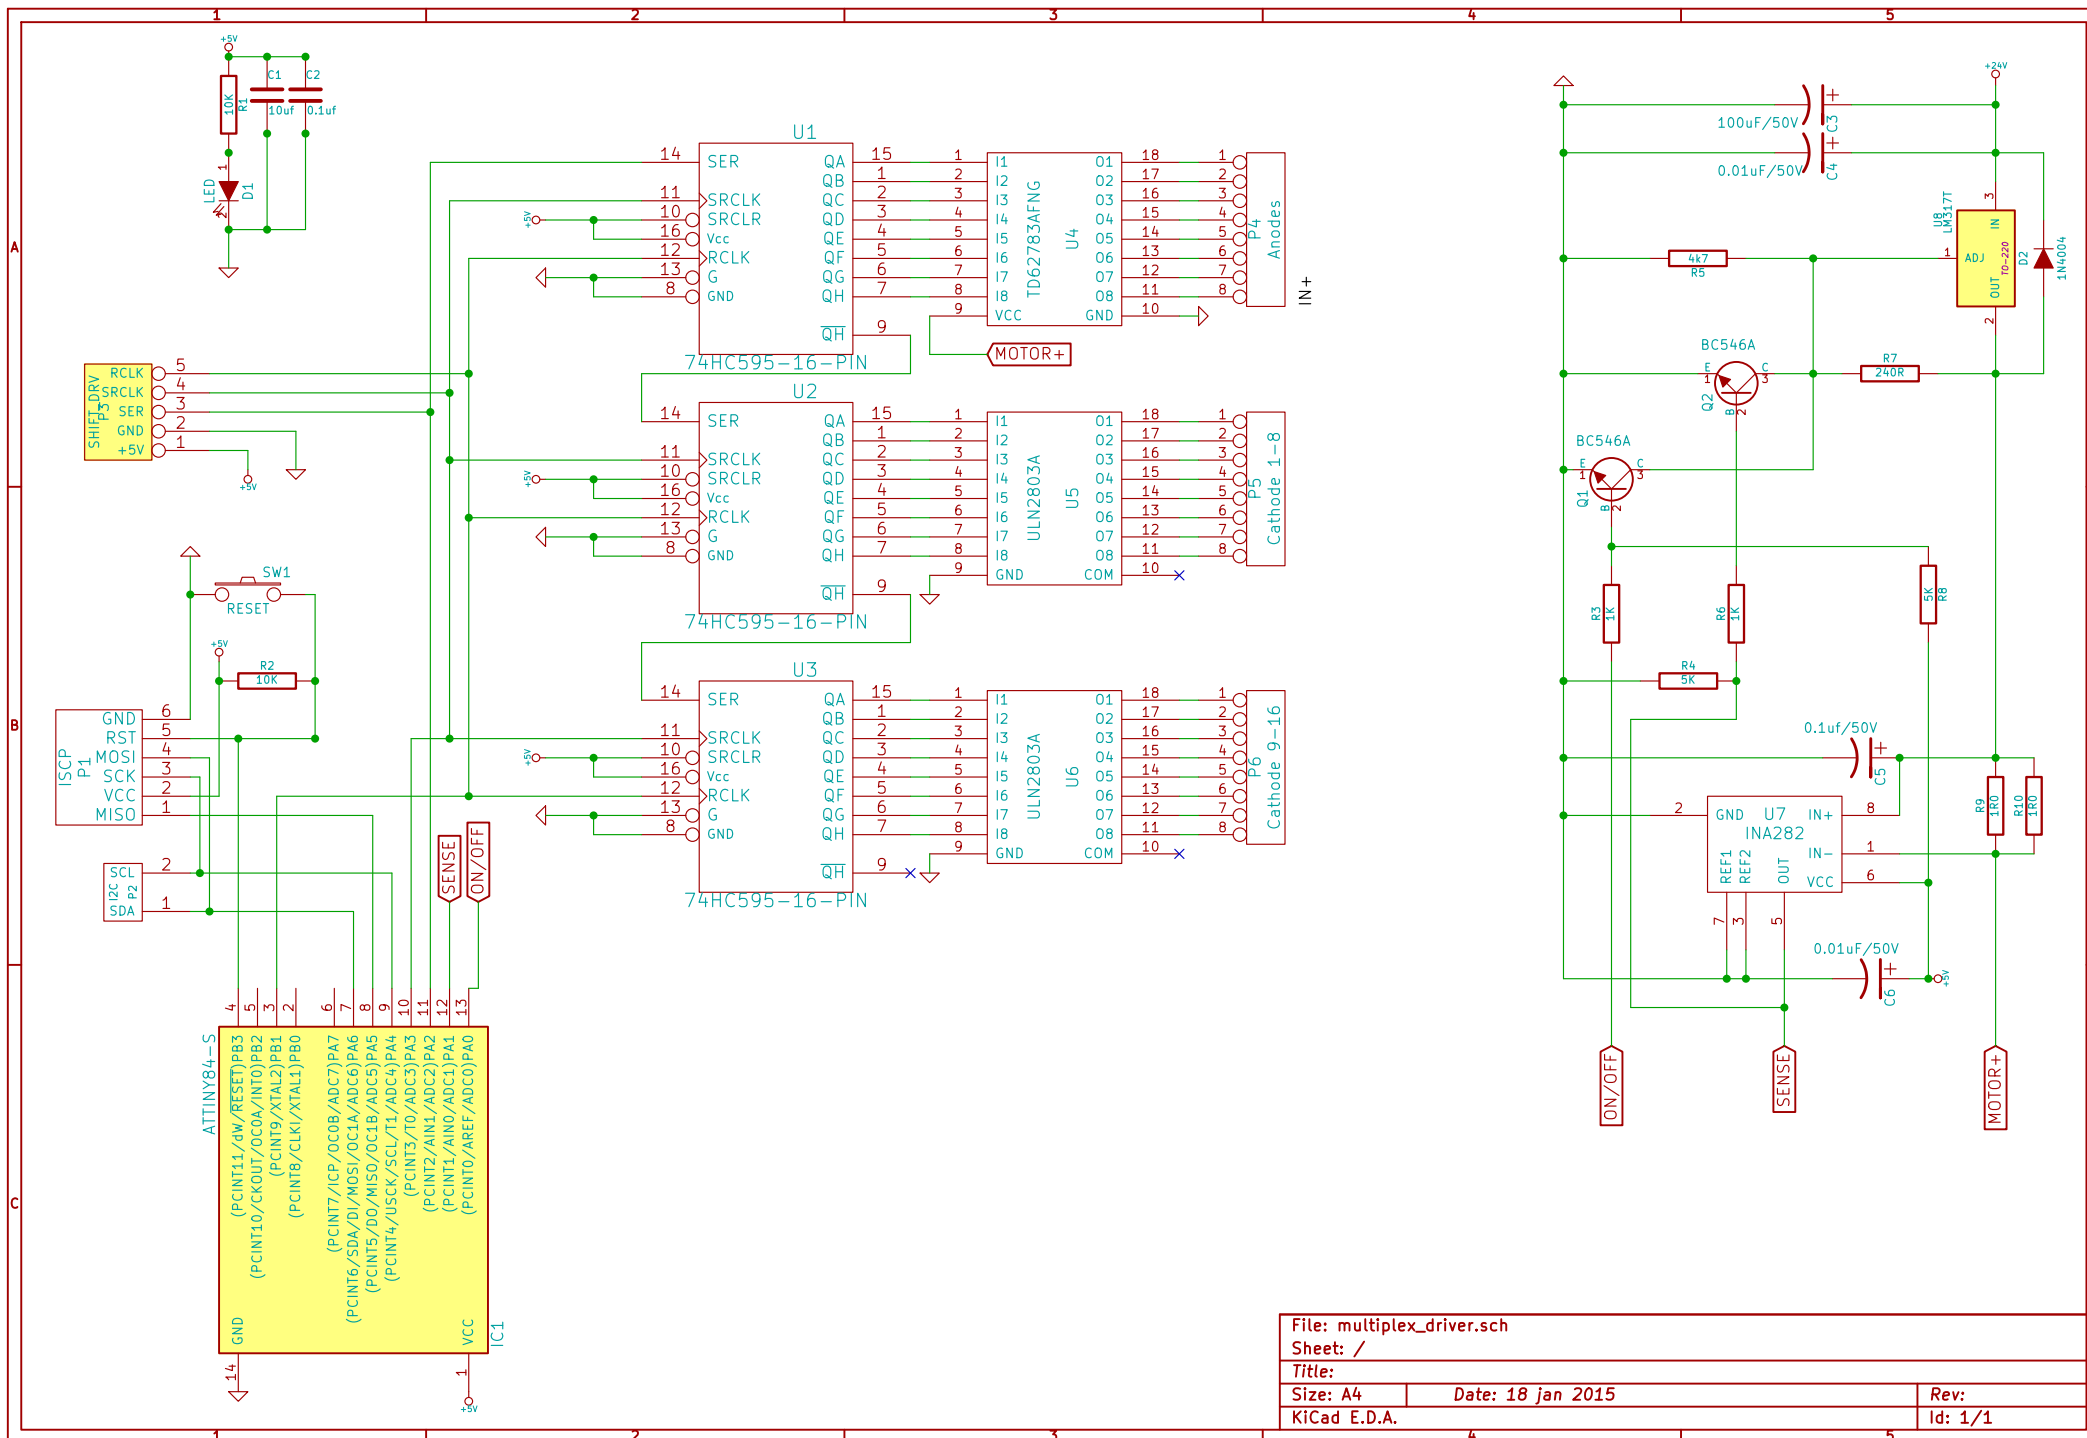 1 2 3 4 5
A
B
C
+5V
10K
R1
C1
10uf
C2
0.1uf
LED
D1
1
2
SHIFT_DRV
P3
RCLK 5
SRCLK 4
SER 3
GND 2
+5V 1
+5V
SW1
RESET
+5V
R2
10K
ISCP
P1
GND 6
RST 5
MOSI 4
SCK 3
VCC 2
MISO 1
I2C
P2
SCL 2
SDA 1
SENSE
ON/OFF
ATTINY84-S
IC1
4 (PCINT11/dW/RESET)PB3
5 (PCINT10/CKOUT/OC0A/INT0)PB2
3 (PCINT9/XTAL2)PB1
2 (PCINT8/CLKI/XTAL1)PB0
6 (PCINT7/ICP/OC0B/ADC7)PA7
7 (PCINT6/SDA/DI/MOSI/OC1A/ADC6)PA6
8 (PCINT5/DO/MISO/OC1B/ADC5)PA5
9 (PCINT4/USCK/SCL/T1/ADC4)PA4
10 (PCINT3/T0/ADC3)PA3
11 (PCINT2/AIN1/ADC2)PA2
12 (PCINT1/AIN0/ADC1)PA1
13 (PCINT0/AREF/ADC0)PA0
GND 14
VCC 1
+5V
U1
14 SER QA 15
QB 1
11 SRCLK QC 2
10 SRCLR QD 3
16 Vcc QE 4
12 RCLK QF 5
13 G QG 6
8 GND QH 7
QH 9
74HC595-16-PIN
+5V
1 I1 O1 18
2 I2 O2 17
3 I3 O3 16
4 I4 O4 15
5 I5 O5 14
6 I6 O6 13
7 I7 O7 12
8 I8 O8 11
9 VCC GND 10
TD62783AFNG
U4
MOTOR+
1
2
3
4
5
6
7
8
P4
Anodes
IN+
U2
14 SER QA 15
QB 1
11 SRCLK QC 2
10 SRCLR QD 3
16 Vcc QE 4
12 RCLK QF 5
13 G QG 6
8 GND QH 7
QH 9
74HC595-16-PIN
+5V
1 I1 O1 18
2 I2 O2 17
3 I3 O3 16
4 I4 O4 15
5 I5 O5 14
6 I6 O6 13
7 I7 O7 12
8 I8 O8 11
9 GND COM 10
ULN2803A
U5
1
2
3
4
5
6
7
8
P5
Cathode 1-8
U3
14 SER QA 15
QB 1
11 SRCLK QC 2
10 SRCLR QD 3
16 Vcc QE 4
12 RCLK QF 5
13 G QG 6
8 GND QH 7
QH 9
74HC595-16-PIN
+5V
1 I1 O1 18
2 I2 O2 17
3 I3 O3 16
4 I4 O4 15
5 I5 O5 14
6 I6 O6 13
7 I7 O7 12
8 I8 O8 11
9 GND COM 10
ULN2803A
U6
1
2
3
4
5
6
7
8
P6
Cathode 9-16
+24V
100uF/50V
+
C3
0.01uF/50V
+
C4
4k7
R5
U8
LM317T
3 IN
1 ADJ
TO-220
OUT 2
D2
1N4004
BC546A
E 1
C 3
B 2
Q2
R7
240R
BC546A
E 1
C 3
B 2
Q1
R3 1K
R6 1K
5K R8
R4
5K
0.1uf/50V
+
C5
R9 1R0
R10 1R0
2 GND U7 IN+ 8
INA282
IN- 1
VCC 6
REF1 7
REF2 3
OUT 5
0.01uF/50V
+
C6
+5V
ON/OFF
SENSE
MOTOR+
File: multiplex_driver.sch
Sheet: /
Title:
Size: A4 Date: 18 jan 2015 Rev:
KiCad E.D.A. Id: 1/1
1 2 3 4 5